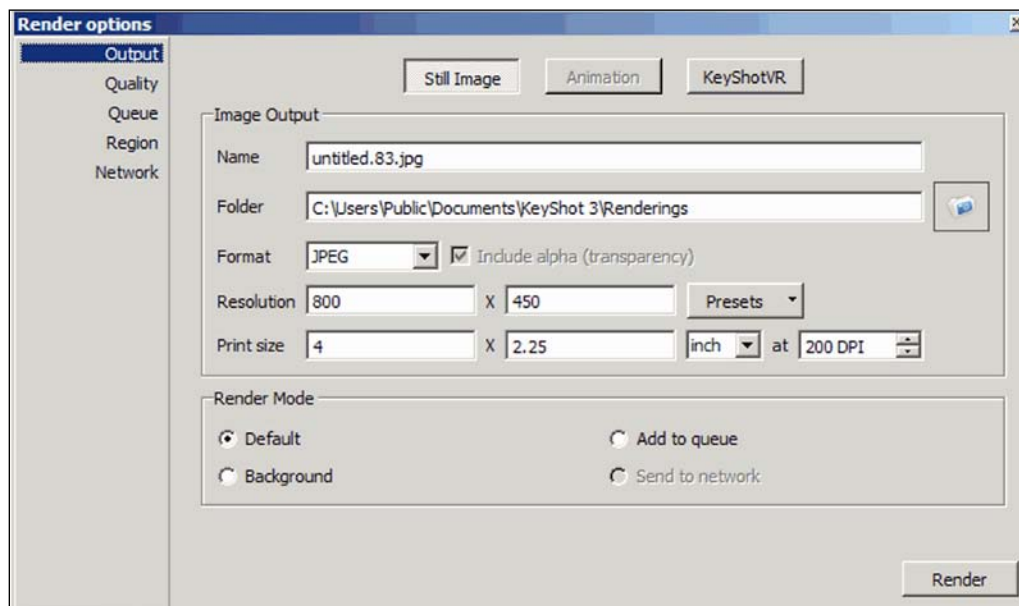 Render options
Output
Quality
Queue
Region
Network
Still Image Animation KeyShotVR
Image Output
Name untitled.83.jpg
Folder C:\Users\Public\Documents\KeyShot 3\Renderings
Format JPEG Include alpha (transparency)
Resolution 800 X 450 Presets
Print size 4 X 2.25 inch at 200 DPI
Render Mode
Default Add to queue
Background Send to network
Render